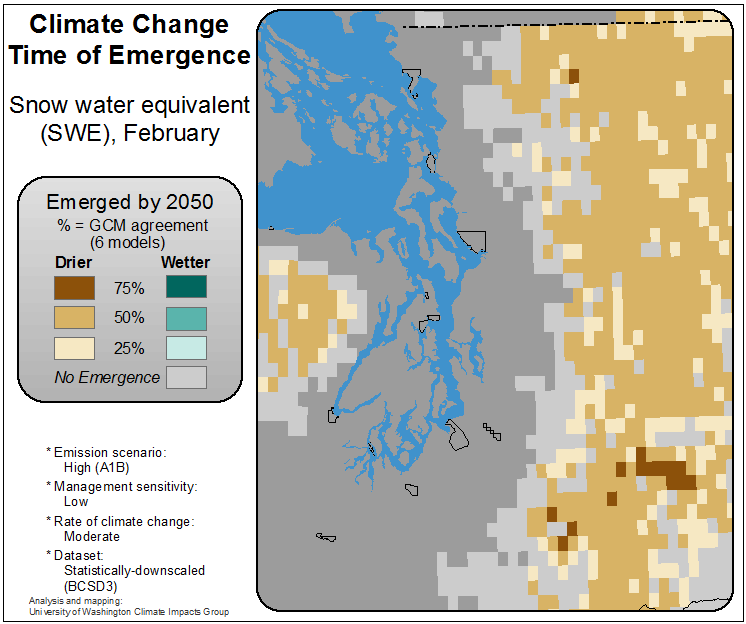 Climate Change
Time of Emergence
Snow water equivalent
(SWE), February
Emerged by 2050
% = GCM agreement
(6 models)
Drier Wetter
75%
50%
25%
No Emergence
* Emission scenario:
High (A1B)
* Management sensitivity:
Low
* Rate of climate change:
Moderate
* Dataset:
Statistically-downscaled
(BCSD3)
Analysis and mapping:
University of Washington Climate Impacts Group